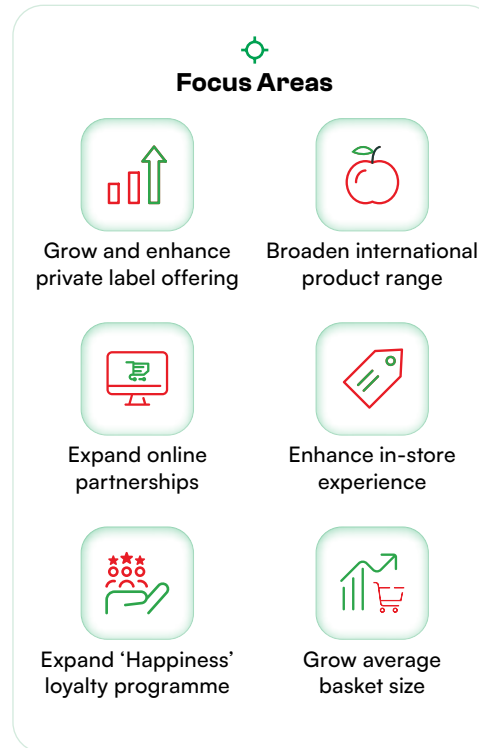 Focus Areas
Grow and enhance
private label offering
Broaden international
product range
Expand online
partnerships
Enhance in-store
experience
Expand ‘Happiness’
loyalty programme
Grow average
basket size